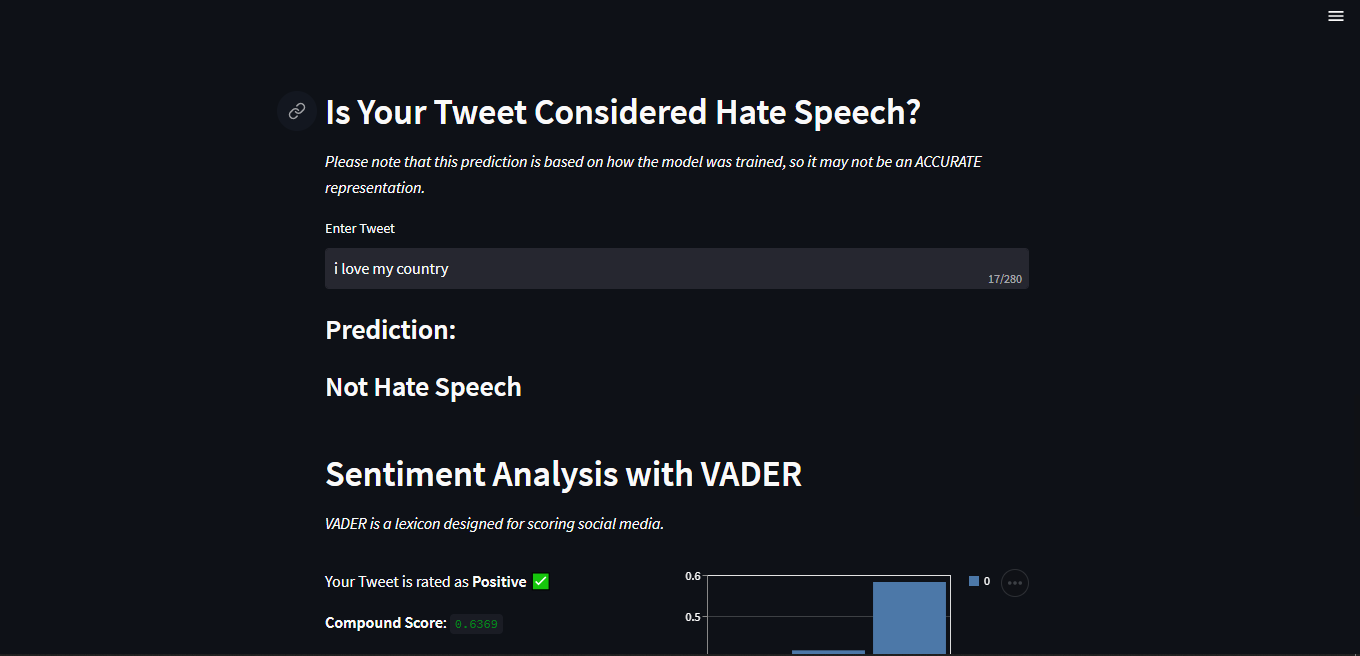 Is Your Tweet Considered Hate Speech?
Please note that this prediction is based on how the model was trained, so it may not be an ACCURATE
representation.
Enter Tweet
i love my country
17/280
Prediction:
Not Hate Speech
Sentiment Analysis with VADER
VADER is a lexicon designed for scoring social media.
Your Tweet is rated as Positive ✅
Compound Score: 0.6369
0.6
0.5
0